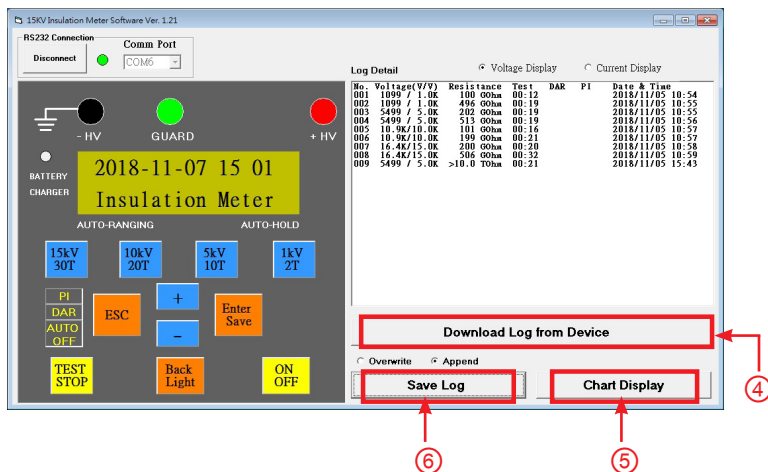 15KV Insulation Meter Software Ver. 1.21
RS232 Connection
Disconnect
Comm Port
COM6
Log Detail
Voltage Display
Current Display
No. Voltage(V/V) Resistance Test DAR PI Date & Time
001 1099 / 1.0K 100 GOhm 00:12 2018/11/05 10:54
002 1099 / 1.0K 496 GOhm 00:19 2018/11/05 10:55
003 5499 / 5.0K 202 GOhm 00:19 2018/11/05 10:55
004 5499 / 5.0K 513 GOhm 00:19 2018/11/05 10:56
005 10.9K/10.0K 101 GOhm 00:16 2018/11/05 10:57
006 10.9K/10.0K 199 GOhm 00:21 2018/11/05 10:57
007 16.4K/15.0K 200 GOhm 00:20 2018/11/05 10:58
008 16.4K/15.0K 506 GOhm 00:32 2018/11/05 10:59
009 5499 / 5.0K >10.0 TOhm 00:21 2018/11/05 15:43
- HV
GUARD
+ HV
BATTERY
CHARGER
2018-11-07 15 01
Insulation Meter
AUTO-RANGING
AUTO-HOLD
15kV
30T
10kV
20T
5kV
10T
1kV
2T
PI
DAR
AUTO
OFF
ESC
+
-
Enter
Save
TEST
STOP
Back
Light
ON
OFF
Download Log from Device
④
Overwrite
Append
Save Log
Chart Display
⑥
⑤